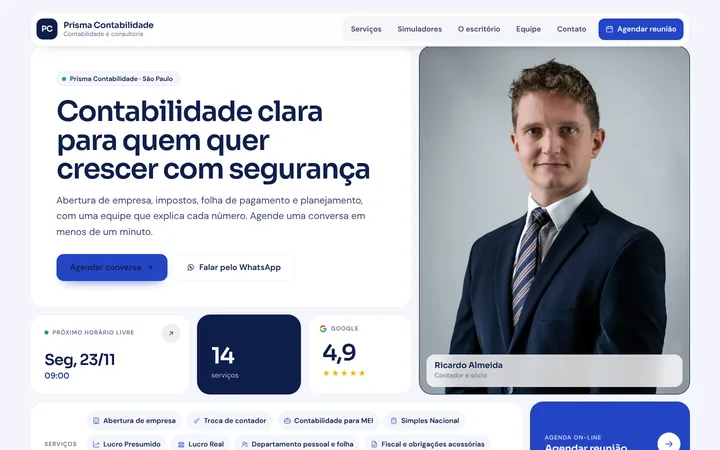 PC
Prisma Contabilidade
Contabilidade e consultoria
Serviços
Simuladores
O escritório
Equipe
Contato
Agendar reunião
Prisma Contabilidade · São Paulo
Contabilidade clara
para quem quer
crescer com segurança
Abertura de empresa, impostos, folha de pagamento e planejamento,
com uma equipe que explica cada número. Agende uma conversa em
menos de um minuto.
Agendar conversa
Falar pelo WhatsApp
PRÓXIMO HORÁRIO LIVRE
Seg, 23/11
09:00
14
serviços
GOOGLE
4,9
Ricardo Almeida
Contador e sócio
SERVIÇOS
Abertura de empresa
Troca de contador
Contabilidade para MEI
Simples Nacional
Lucro Presumido
Lucro Real
Departamento pessoal e folha
Fiscal e obrigações acessórias
AGENDA ON-LINE
Agendar reunião